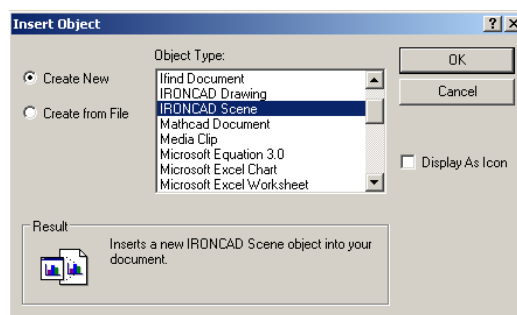 Insert Object
Object Type:
Create New
Create from File
Ifind Document
IRONCAD Drawing
IRONCAD Scene
Mathcad Document
Media Clip
Microsoft Equation 3.0
Microsoft Excel Chart
Microsoft Excel Worksheet
OK
Cancel
Display As Icon
Result
Inserts a new IRONCAD Scene object into your
document.